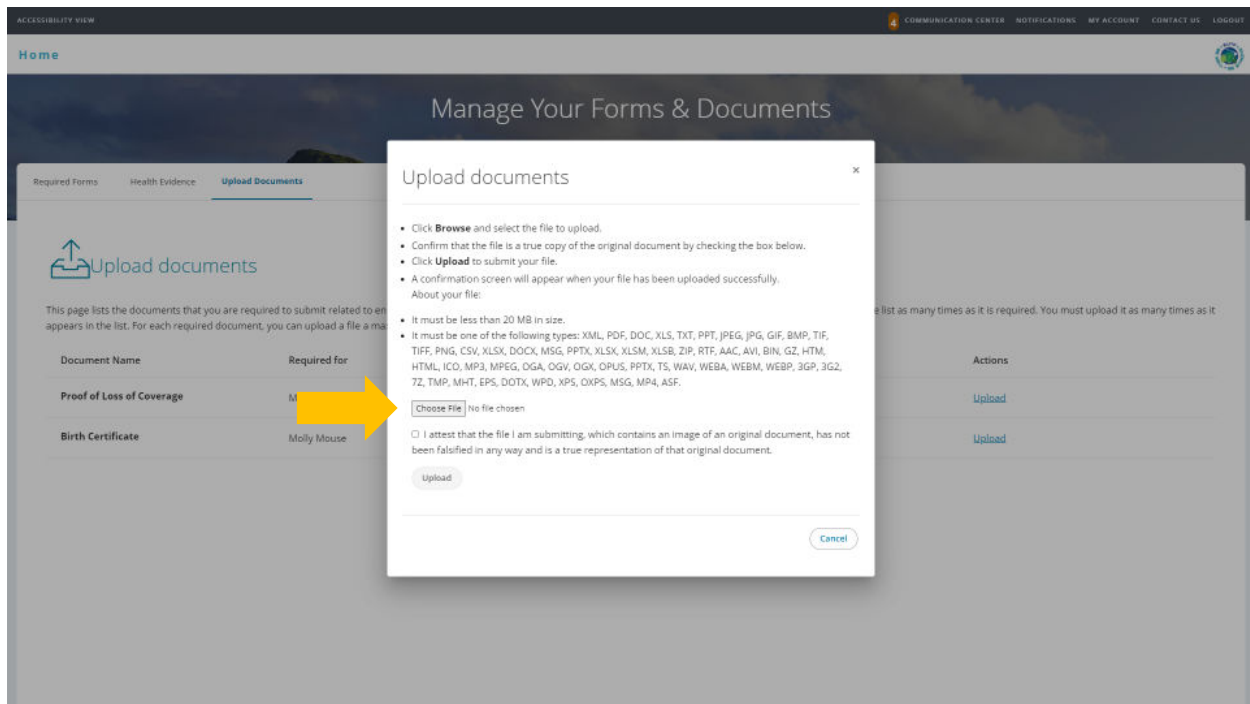 ACCESSIBILITY VIEW
4 COMMUNICATION CENTER NOTIFICATIONS MY ACCOUNT CONTACT US LOGOUT
Home
Manage Your Forms & Documents
Required Forms Health Evidence Upload Documents
Upload documents
This page lists the documents that you are required to submit related to en
e list as many times as it is required. You must upload it as many times as it
appears in the list. For each required document, you can upload a file a ma
Document Name Required for Actions
Proof of Loss of Coverage M Upload
Birth Certificate Molly Mouse Upload
Upload documents ×
• Click Browse and select the file to upload.
• Confirm that the file is a true copy of the original document by checking the box below.
• Click Upload to submit your file.
• A confirmation screen will appear when your file has been uploaded successfully.
About your file:
• It must be less than 20 MB in size.
• It must be one of the following types: XML, PDF, DOC, XLS, TXT, PPT, JPEG, JPG, GIF, BMP, TIF,
TIFF, PNG, CSV, XLSX, DOCX, MSG, PPTX, XLSX, XLSM, XLSB, ZIP, RTF, AAC, AVI, BIN, GZ, HTM,
HTML, ICO, MP3, MPEG, OGA, OGV, OGX, OPUS, PPTX, TS, WAV, WEBA, WEBM, WEBP, 3GP, 3G2,
7Z, TMP, MHT, EPS, DOTX, WPD, XPS, OXPS, MSG, MP4, ASF.
Choose File No file chosen
I attest that the file I am submitting, which contains an image of an original document, has not
been falsified in any way and is a true representation of that original document.
Upload
Cancel